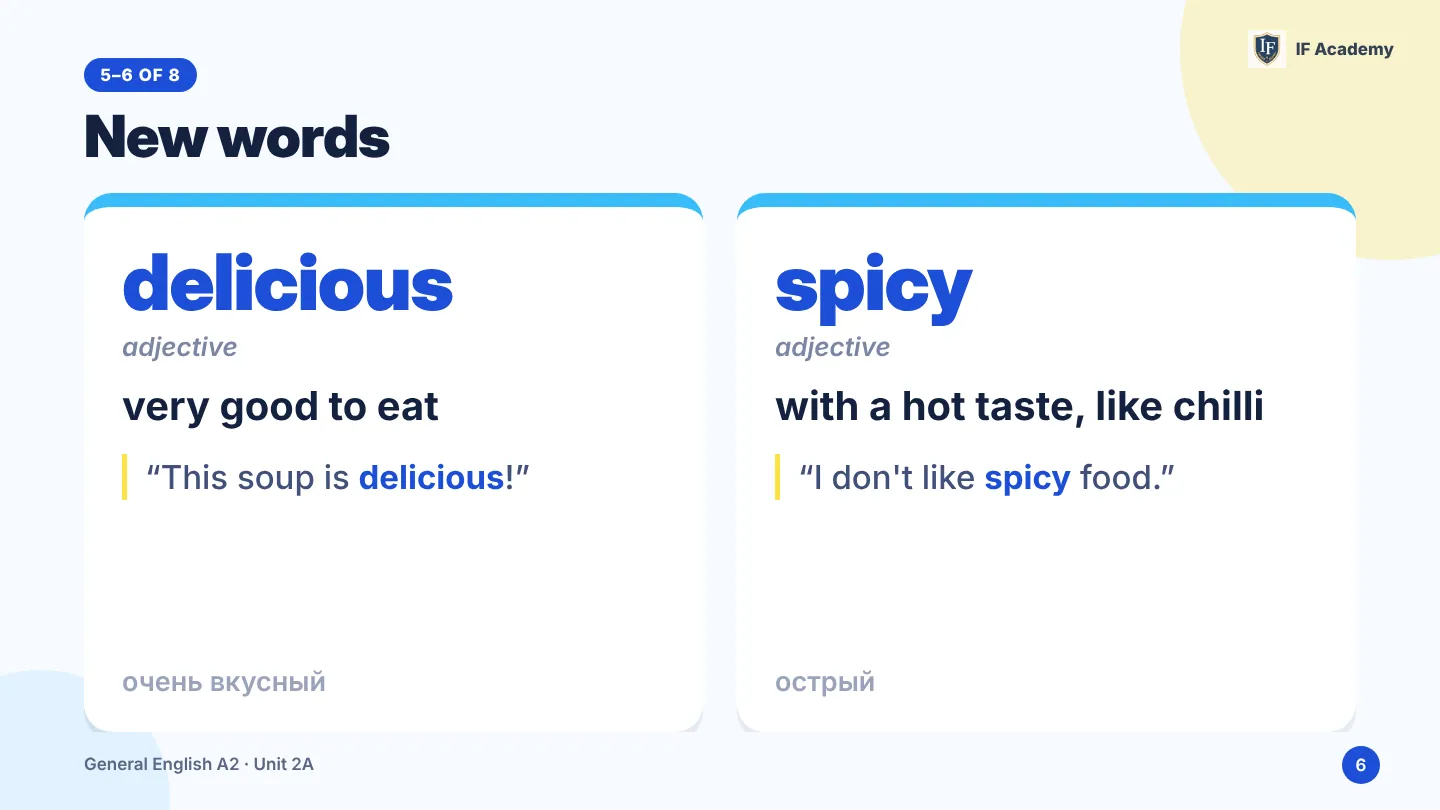 IF
IF Academy
5–6 OF 8
New words
delicious
adjective
very good to eat
“This soup is delicious!”
очень вкусный
spicy
adjective
with a hot taste, like chilli
“I don't like spicy food.”
острый
General English A2 · Unit 2A
6